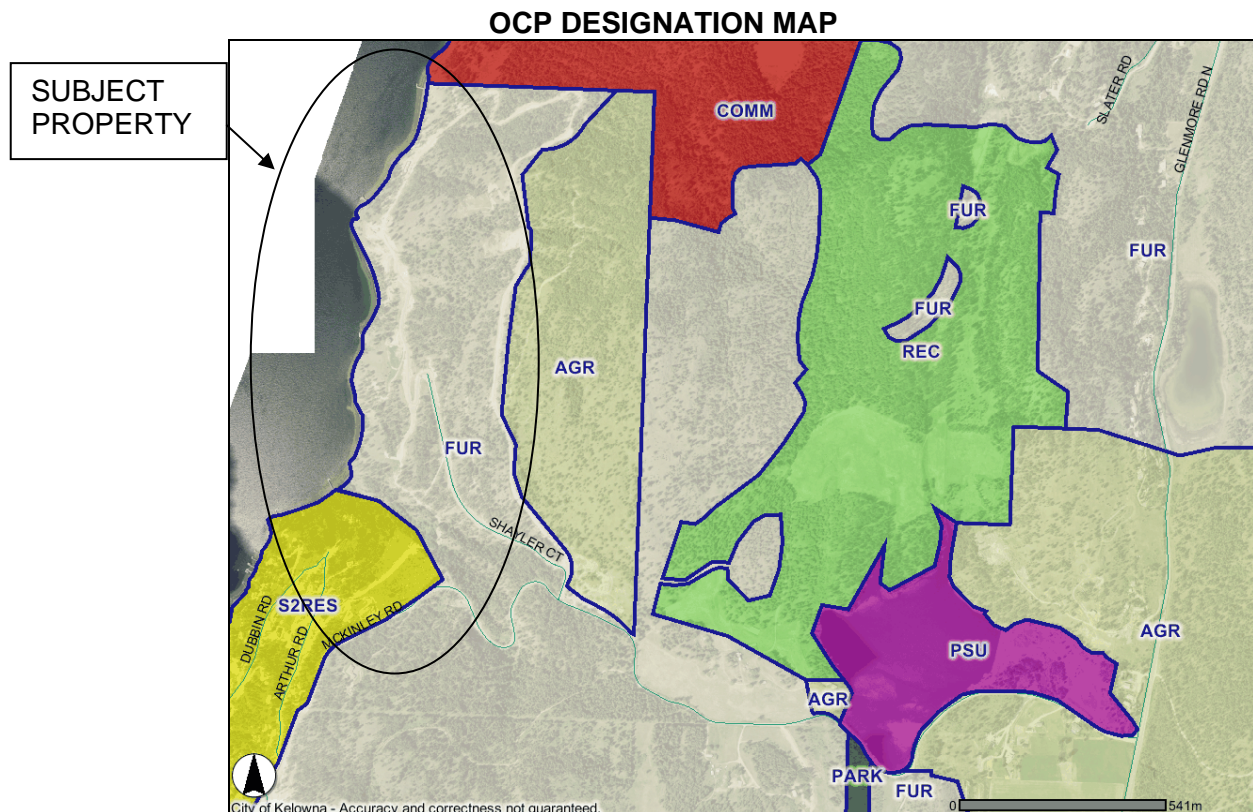 OCP DESIGNATION MAP
SUBJECT
PROPERTY
COMM
SLATER RD
GLENMORE RD N
FUR
FUR
FUR
REC
AGR
FUR
SHAYLER CT
S2RES
DUBBIN RD
ARTHUR RD
MCKINLEY RD
AGR
PSU
AGR
PARK
FUR
City of Kelowna - Accuracy and correctness not guaranteed.
0
541m